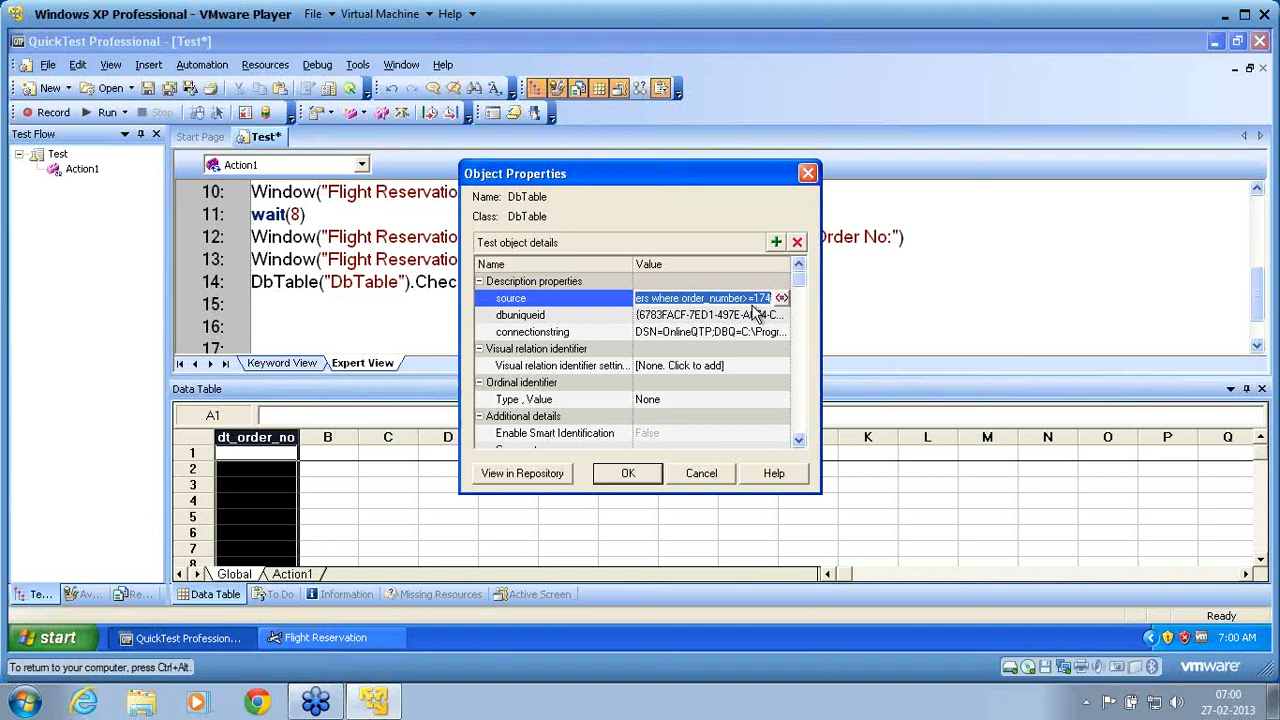 Windows XP Professional - VMware Player
File
Virtual Machine
Help
QuickTest Professional - [Test*]
File Edit View Insert Automation Resources Debug Tools Window Help
New Open
Record Run Stop
Test Flow
Start Page
Test*
Test
Action1
Action1
10: Window("Flight Reservatio
11: wait(8)
12: Window("Flight Reservatio
Order No:")
13: Window("Flight Reservatio
14: DbTable("DbTable").Chec
15:
16:
17:
Keyword View
Expert View
Object Properties
Name: DbTable
Class: DbTable
Test object details
Name Value
Description properties
source ers where order_number>=174
dbuniqueid
connectionstring DSN=OnlineQTP;DBQ=C:\Progr...
Visual relation identifier
Visual relation identifier settin... [None. Click to add]
Ordinal identifier
Type , Value None
Additional details
Enable Smart Identification False
View in Repository
OK
Cancel
Help
Data Table
A1
dt_order_no B C D K L M N O P Q
1
2
3
4
5
6
7
8
Global
Action1
Te...
Av...
Re...
Data Table
To Do
Information
Missing Resources
Active Screen
Ready
start
QuickTest Profession...
Flight Reservation
7:00 AM
To return to your computer, press Ctrl+Alt.
vmware
07:00
27-02-2013